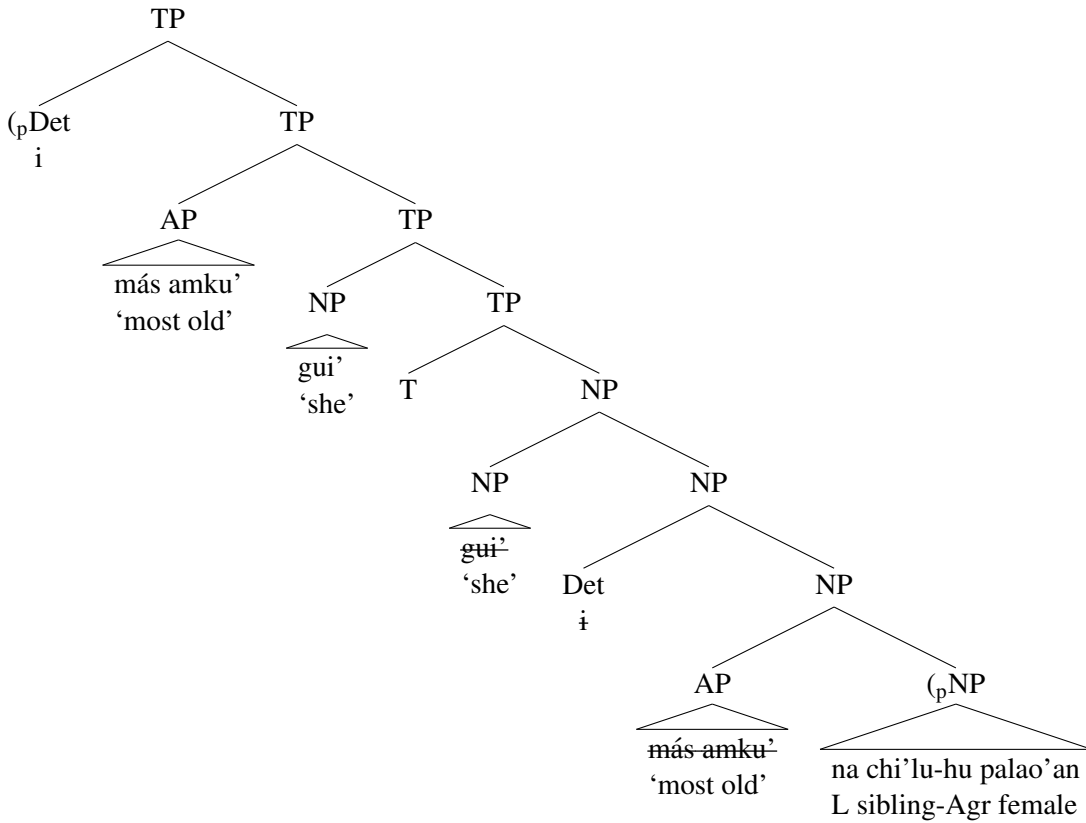 TP
(pDet TP
i
AP TP
más amku’
‘most old’
NP TP
gui’
‘she’
T NP
NP NP
gui’
‘she’
Det NP
i
AP (pNP
más amku’
‘most old’
na chi’lu-hu palao’an
L sibling-Agr female